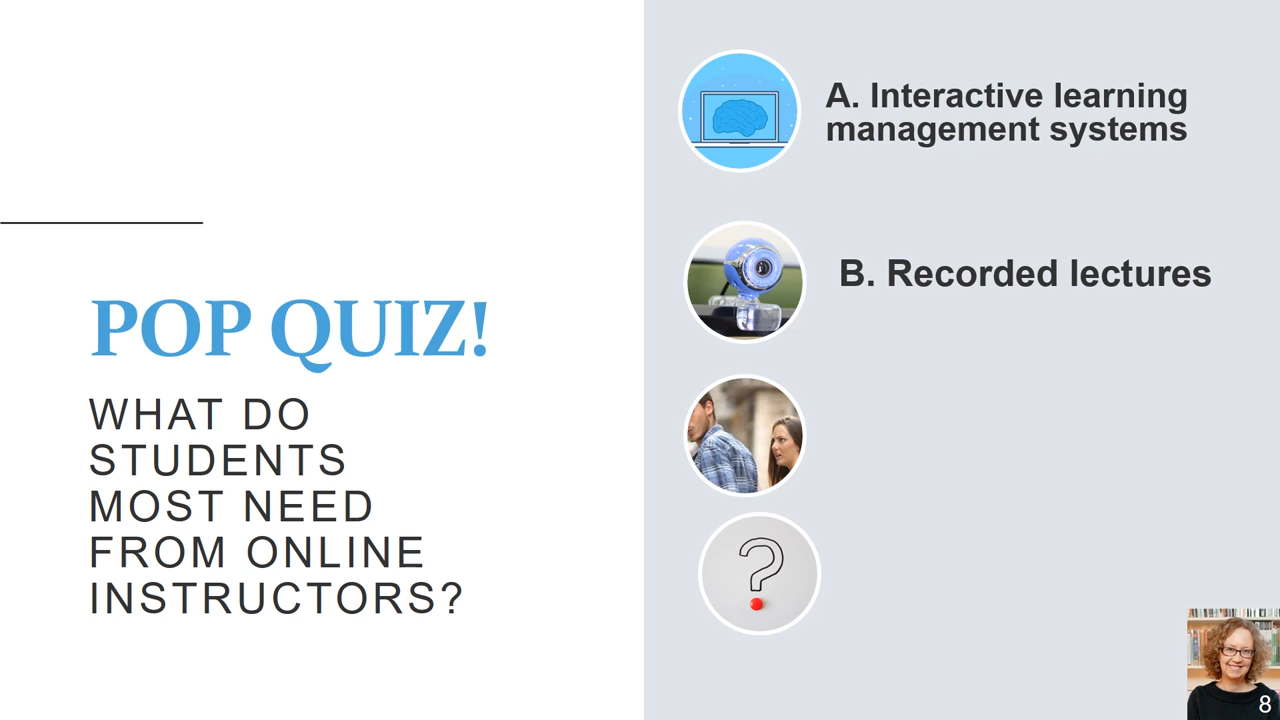 POP QUIZ!
WHAT DO
STUDENTS
MOST NEED
FROM ONLINE
INSTRUCTORS?
A. Interactive learning
management systems
B. Recorded lectures
?
8